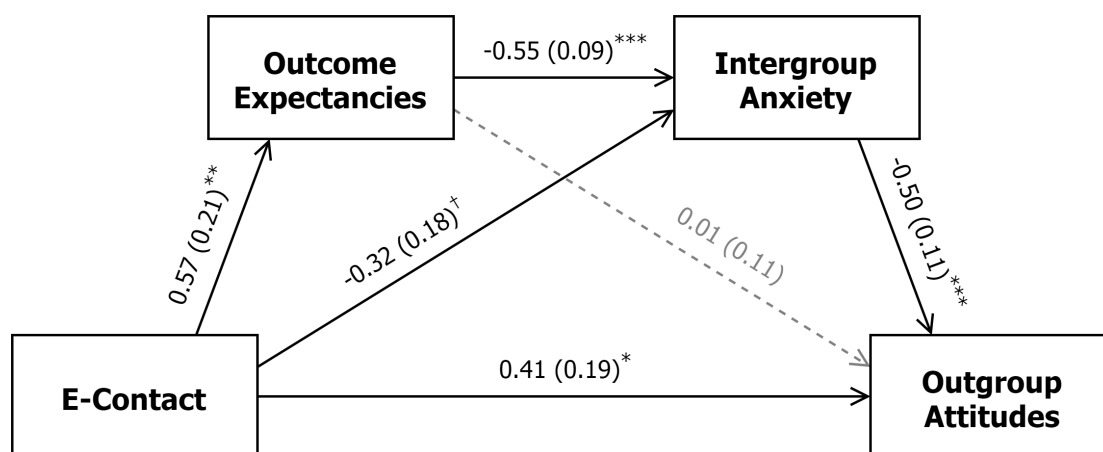 -0.55 (0.09)***
Outcome
Expectancies
Intergroup
Anxiety
0.57 (0.21)**
-0.32 (0.18)†
0.01 (0.11)
-0.50 (0.11)***
0.41 (0.19)*
E-Contact
Outgroup
Attitudes